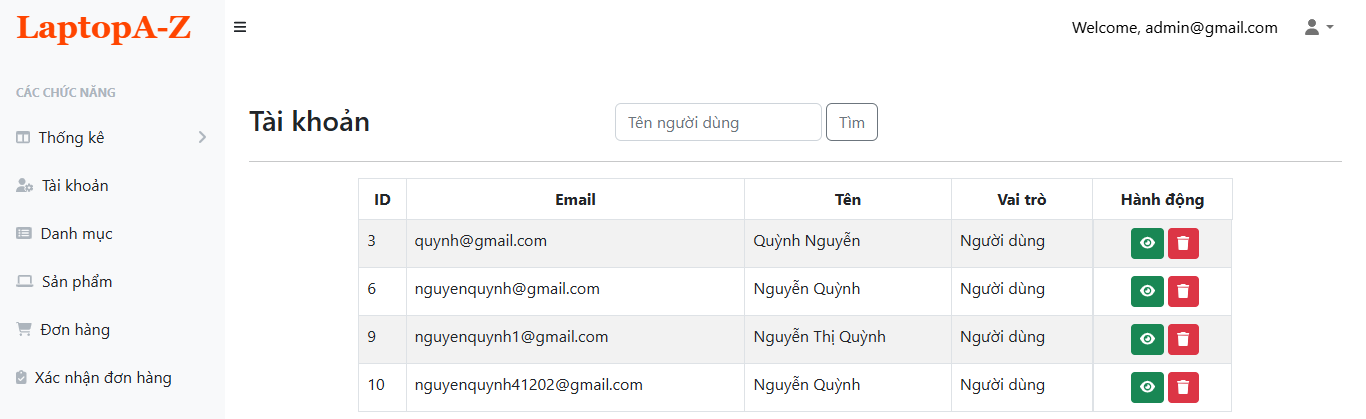 LaptopA-Z
Welcome, admin@gmail.com
CÁC CHỨC NĂNG
Thống kê
Tài khoản
Danh mục
Sản phẩm
Đơn hàng
Xác nhận đơn hàng
Tài khoản
Tên người dùng
Tìm
ID Email Tên Vai trò Hành động
3 quynh@gmail.com Quỳnh Nguyễn Người dùng
6 nguyenquynh@gmail.com Nguyễn Quỳnh Người dùng
9 nguyenquynh1@gmail.com Nguyễn Thị Quỳnh Người dùng
10 nguyenquynh41202@gmail.com Nguyễn Quỳnh Người dùng